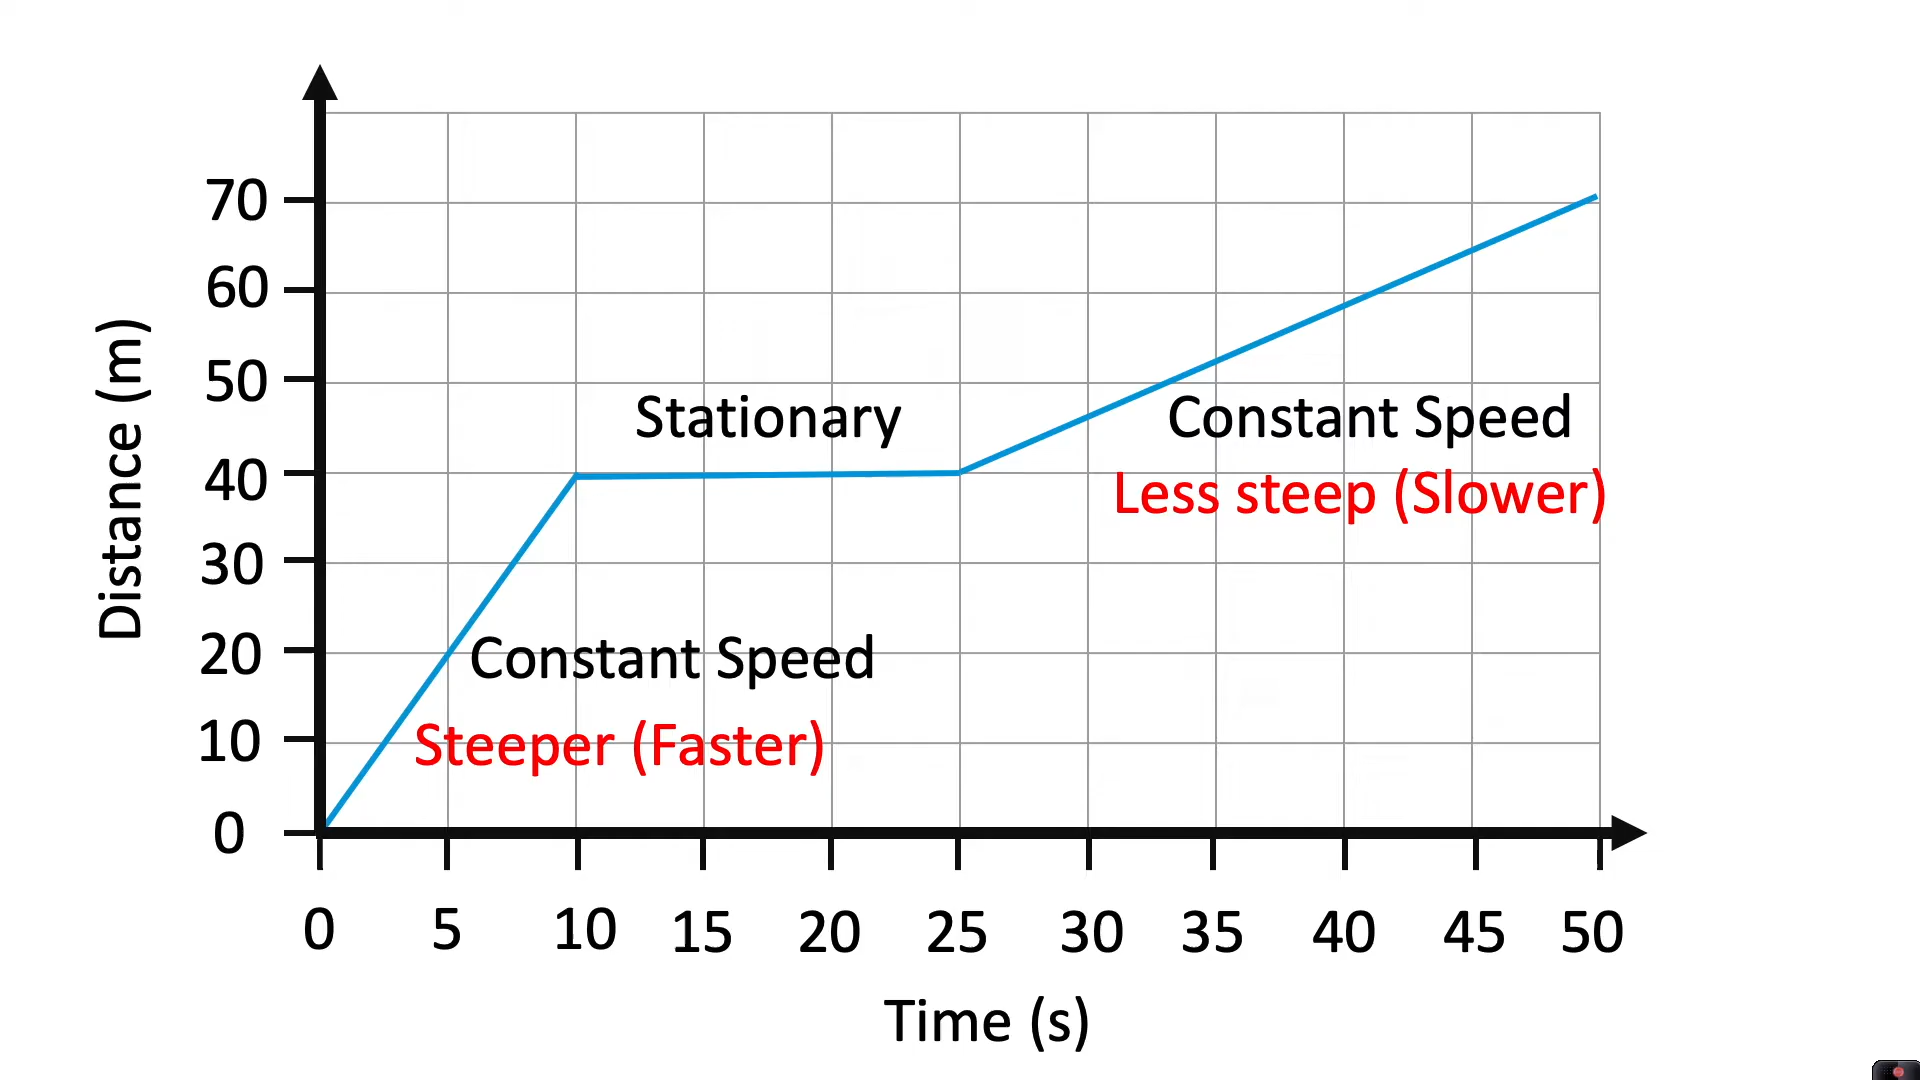 70
60
50
40
30
20
10
0
Distance (m)
Stationary
Constant Speed
Less steep (Slower)
Constant Speed
Steeper (Faster)
0 5 10 15 20 25 30 35 40 45 50
Time (s)